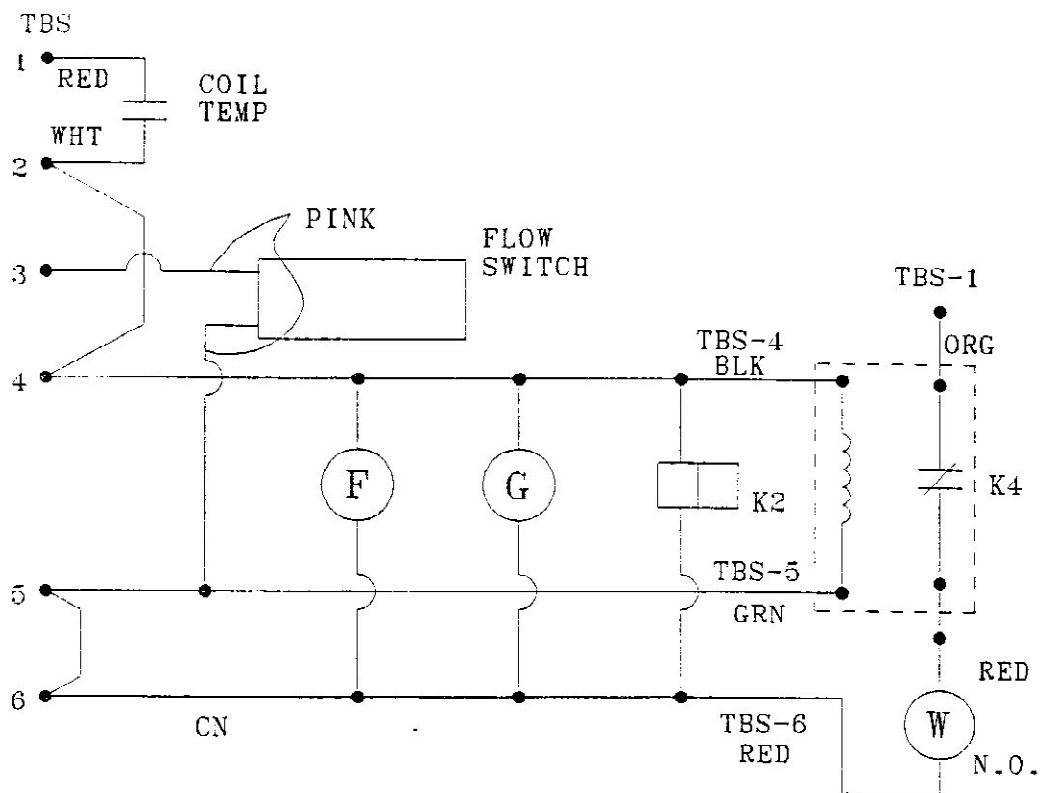 TBS
1
RED
COIL
TEMP
WHT
2
PINK
FLOW
SWITCH
3
TBS-1
ORG
TBS-4
BLK
4
F
G
K2
K4
5
TBS-5
GRN
6
CN
TBS-6
RED
RED
W
N.O.